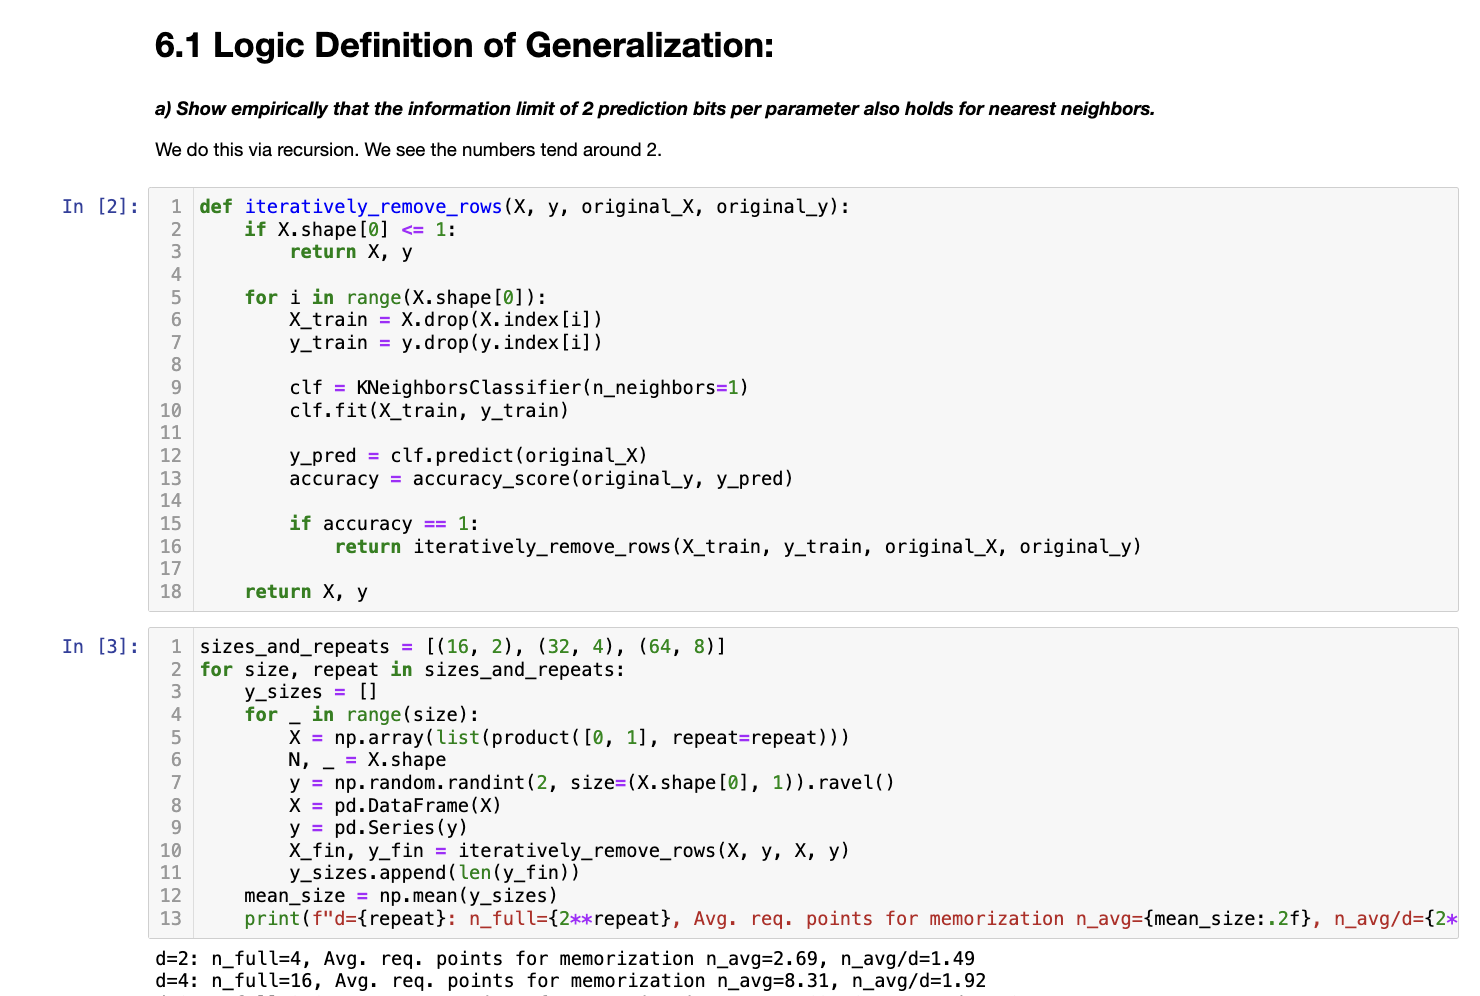 6.1 Logic Definition of Generalization:
a) Show empirically that the information limit of 2 prediction bits per parameter also holds for nearest neighbors.
We do this via recursion. We see the numbers tend around 2.
In [2]:
1 def iteratively_remove_rows(X, y, original_X, original_y):
2     if X.shape[0] <= 1:
3         return X, y
4
5     for i in range(X.shape[0]):
6         X_train = X.drop(X.index[i])
7         y_train = y.drop(y.index[i])
8
9         clf = KNeighborsClassifier(n_neighbors=1)
10         clf.fit(X_train, y_train)
11
12         y_pred = clf.predict(original_X)
13         accuracy = accuracy_score(original_y, y_pred)
14
15         if accuracy == 1:
16             return iteratively_remove_rows(X_train, y_train, original_X, original_y)
17
18     return X, y
In [3]:
1 sizes_and_repeats = [(16, 2), (32, 4), (64, 8)]
2 for size, repeat in sizes_and_repeats:
3     y_sizes = []
4     for _ in range(size):
5         X = np.array(list(product([0, 1], repeat=repeat)))
6         N, _ = X.shape
7         y = np.random.randint(2, size=(X.shape[0], 1)).ravel()
8         X = pd.DataFrame(X)
9         y = pd.Series(y)
10         X_fin, y_fin = iteratively_remove_rows(X, y, X, y)
11         y_sizes.append(len(y_fin))
12     mean_size = np.mean(y_sizes)
13     print(f"d={repeat}: n_full={2**repeat}, Avg. req. points for memorization n_avg={mean_size:.2f}, n_avg/d={2*
d=2: n_full=4, Avg. req. points for memorization n_avg=2.69, n_avg/d=1.49
d=4: n_full=16, Avg. req. points for memorization n_avg=8.31, n_avg/d=1.92